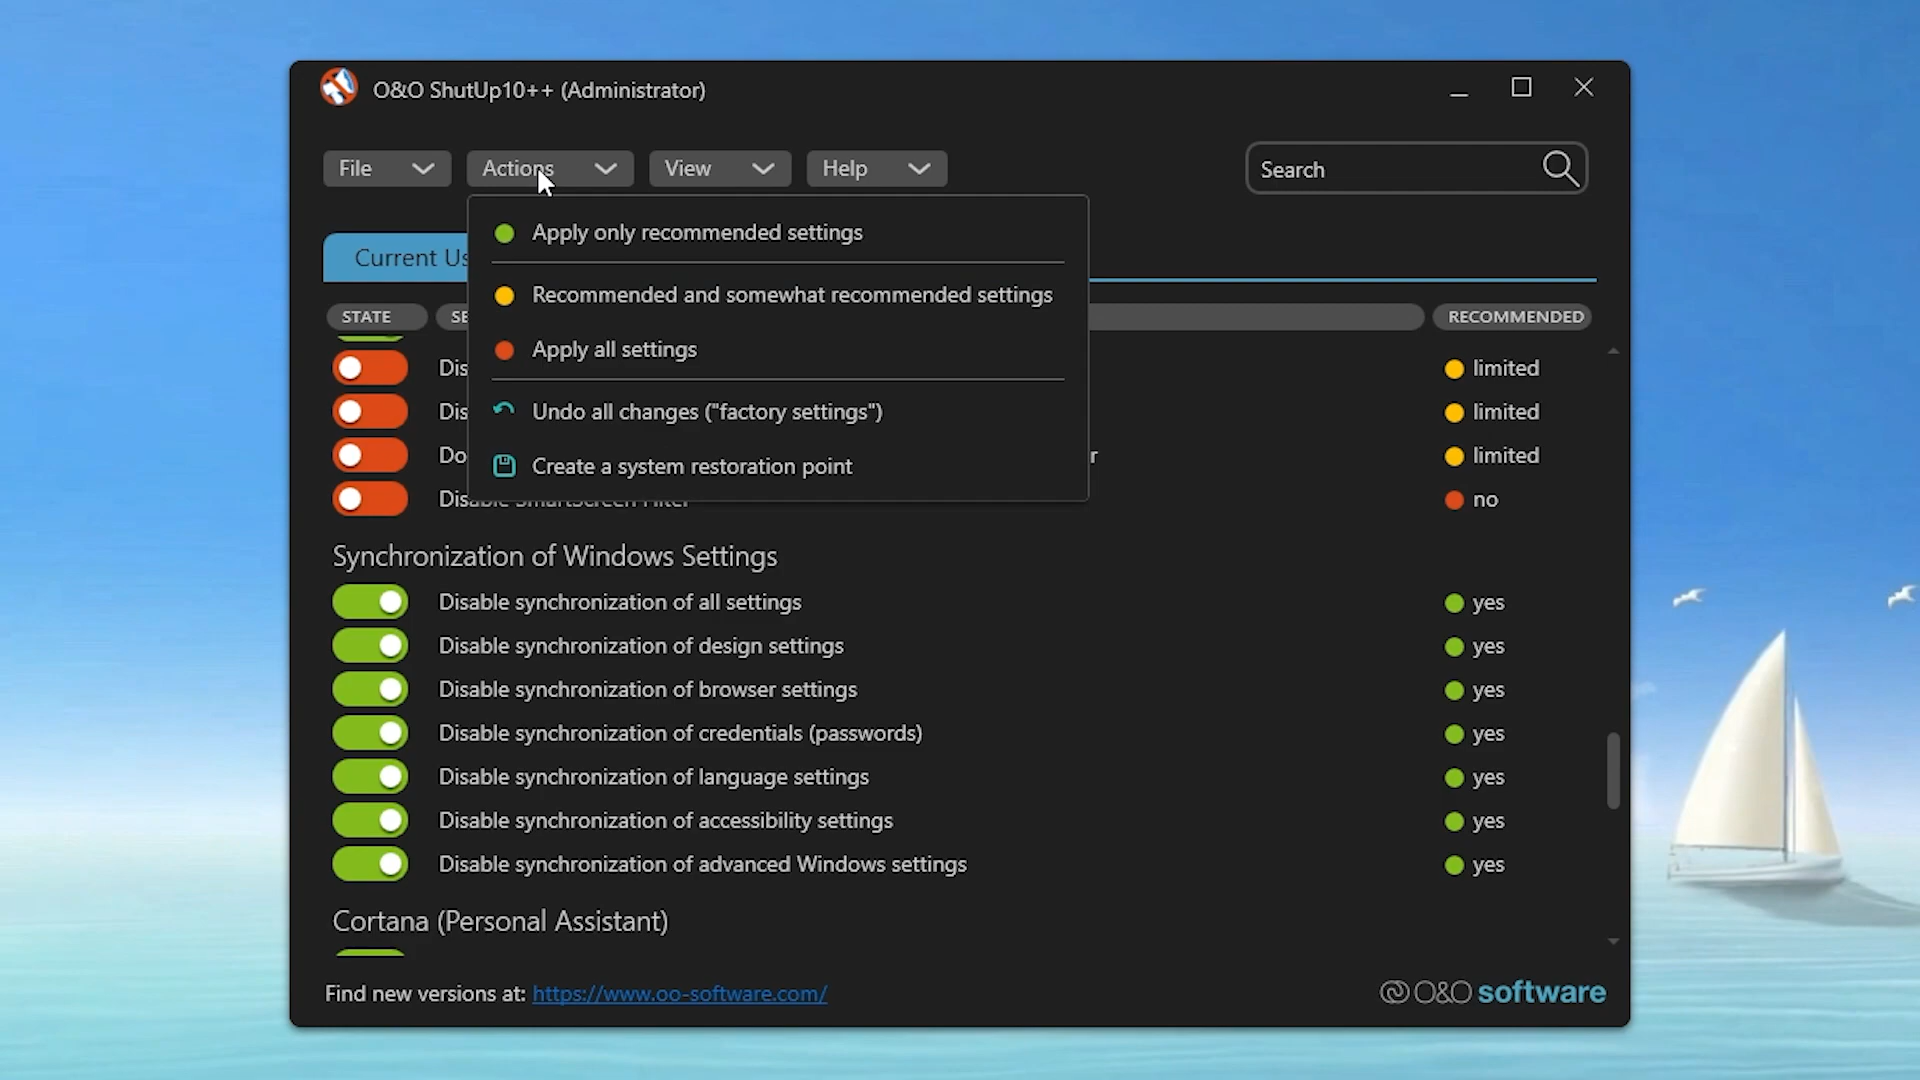 O&O ShutUp10++ (Administrator)
File Actions View Help Search
Current Us
Apply only recommended settings
Recommended and somewhat recommended settings
Apply all settings
Undo all changes ("factory settings")
Create a system restoration point
STATE SE RECOMMENDED
Dis limited
Dis limited
Do r limited
Disable SmartScreen Filter no
Synchronization of Windows Settings
Disable synchronization of all settings yes
Disable synchronization of design settings yes
Disable synchronization of browser settings yes
Disable synchronization of credentials (passwords) yes
Disable synchronization of language settings yes
Disable synchronization of accessibility settings yes
Disable synchronization of advanced Windows settings yes
Cortana (Personal Assistant)
Find new versions at: https://www.oo-software.com/
O&O software